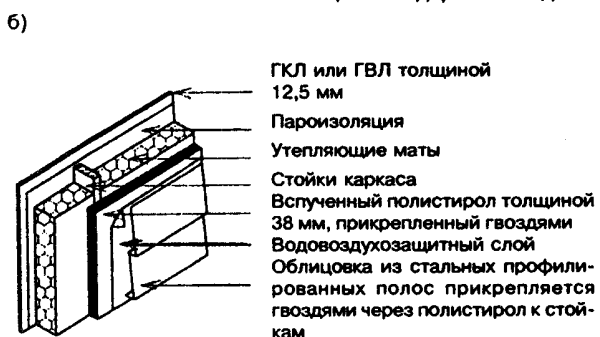 б)
ГКЛ или ГВЛ толщиной
12,5 мм
Пароизоляция
Утепляющие маты
Стойки каркаса
Вспученный полистирол толщиной
38 мм, прикрепленный гвоздями
Водовоздухозащитный слой
Облицовка из стальных профили-
рованных полос прикрепляется
гвоздями через полистирол к стой-
кам